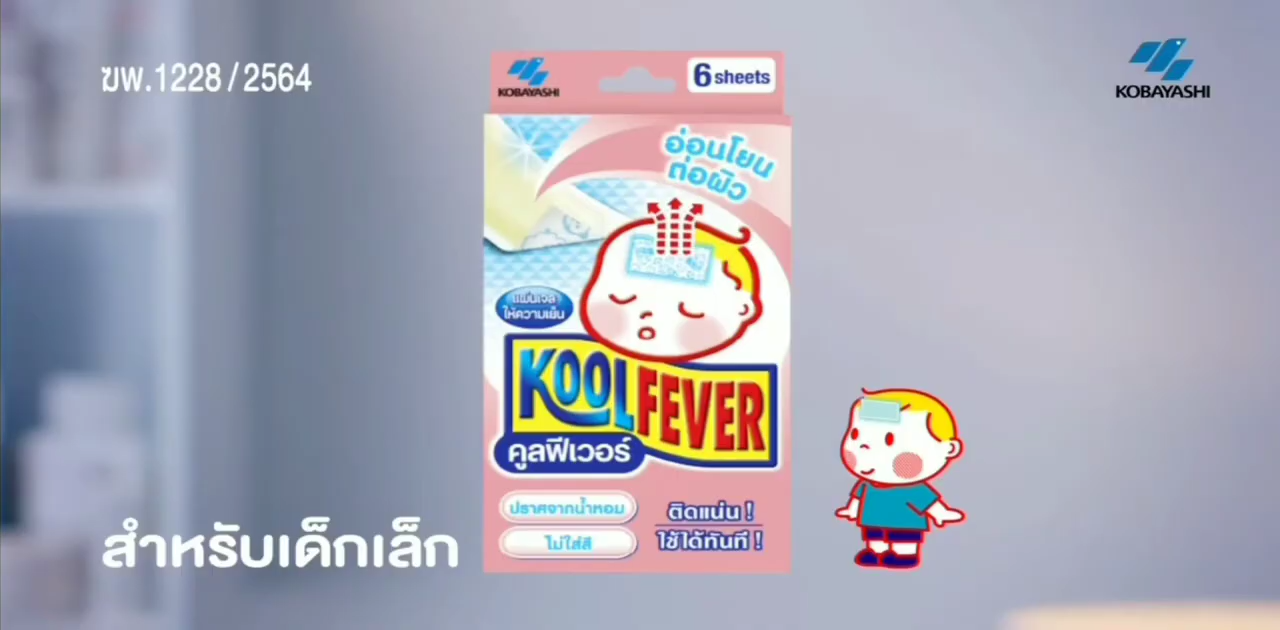 ฆพ.1228/2564
KOBAYASHI
KOBAYASHI
6 sheets
อ่อนโยน
ต่อผิว
แผ่นเจล
ให้ความเย็น
KOOLFEVER
คูลฟีเวอร์
ปราศจากน้ำหอม
ไม่ใส่สี
ติดแน่น !
ใช้ได้ทันที !
สำหรับเด็กเล็ก